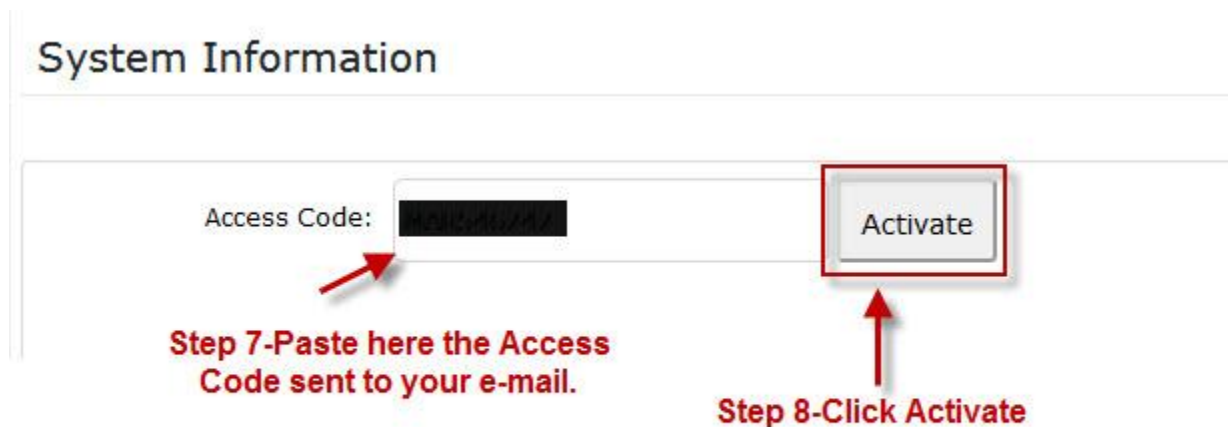 System Information
Access Code:
Activate
Step 7-Paste here the Access
Code sent to your e-mail.
Step 8-Click Activate